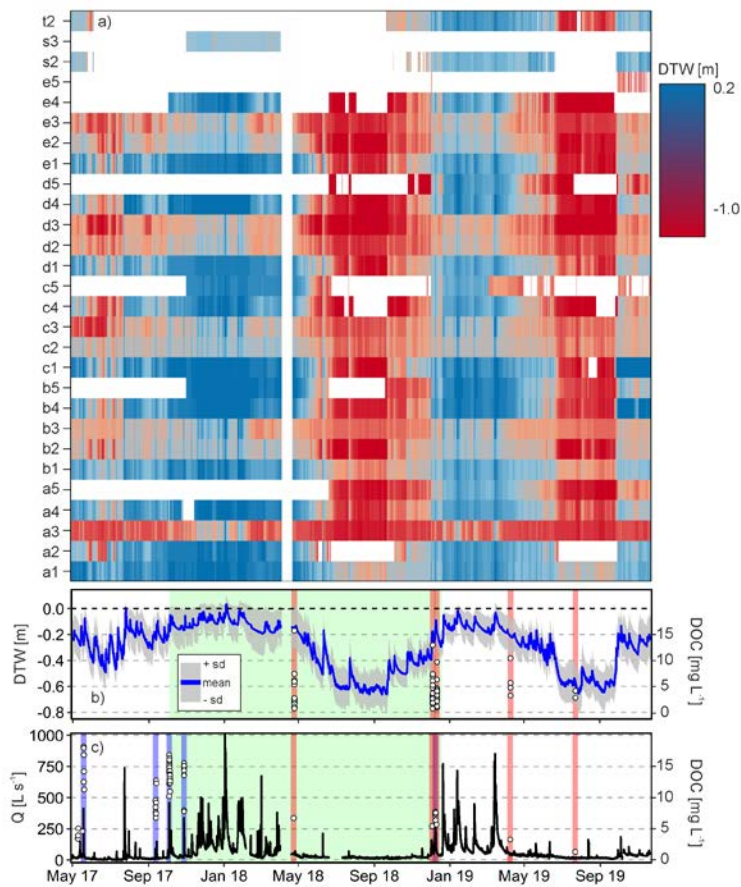 a)
t2
s3
s2
e5
e4
e3
e2
e1
d5
d4
d3
d2
d1
c5
c4
c3
c2
c1
b5
b4
b3
b2
b1
a5
a4
a3
a2
a1
DTW [m]
0.2
-1.0
DTW [m]
0.0
-0.2
-0.4
-0.6
-0.8
b)
+ sd
mean
- sd
15
10
5
0
DOC [mg L⁻¹]
Q [L s⁻¹]
1000
750
500
250
0
c)
15
10
5
0
DOC [mg L⁻¹]
May 17 Sep 17 Jan 18 May 18 Sep 18 Jan 19 May 19 Sep 19